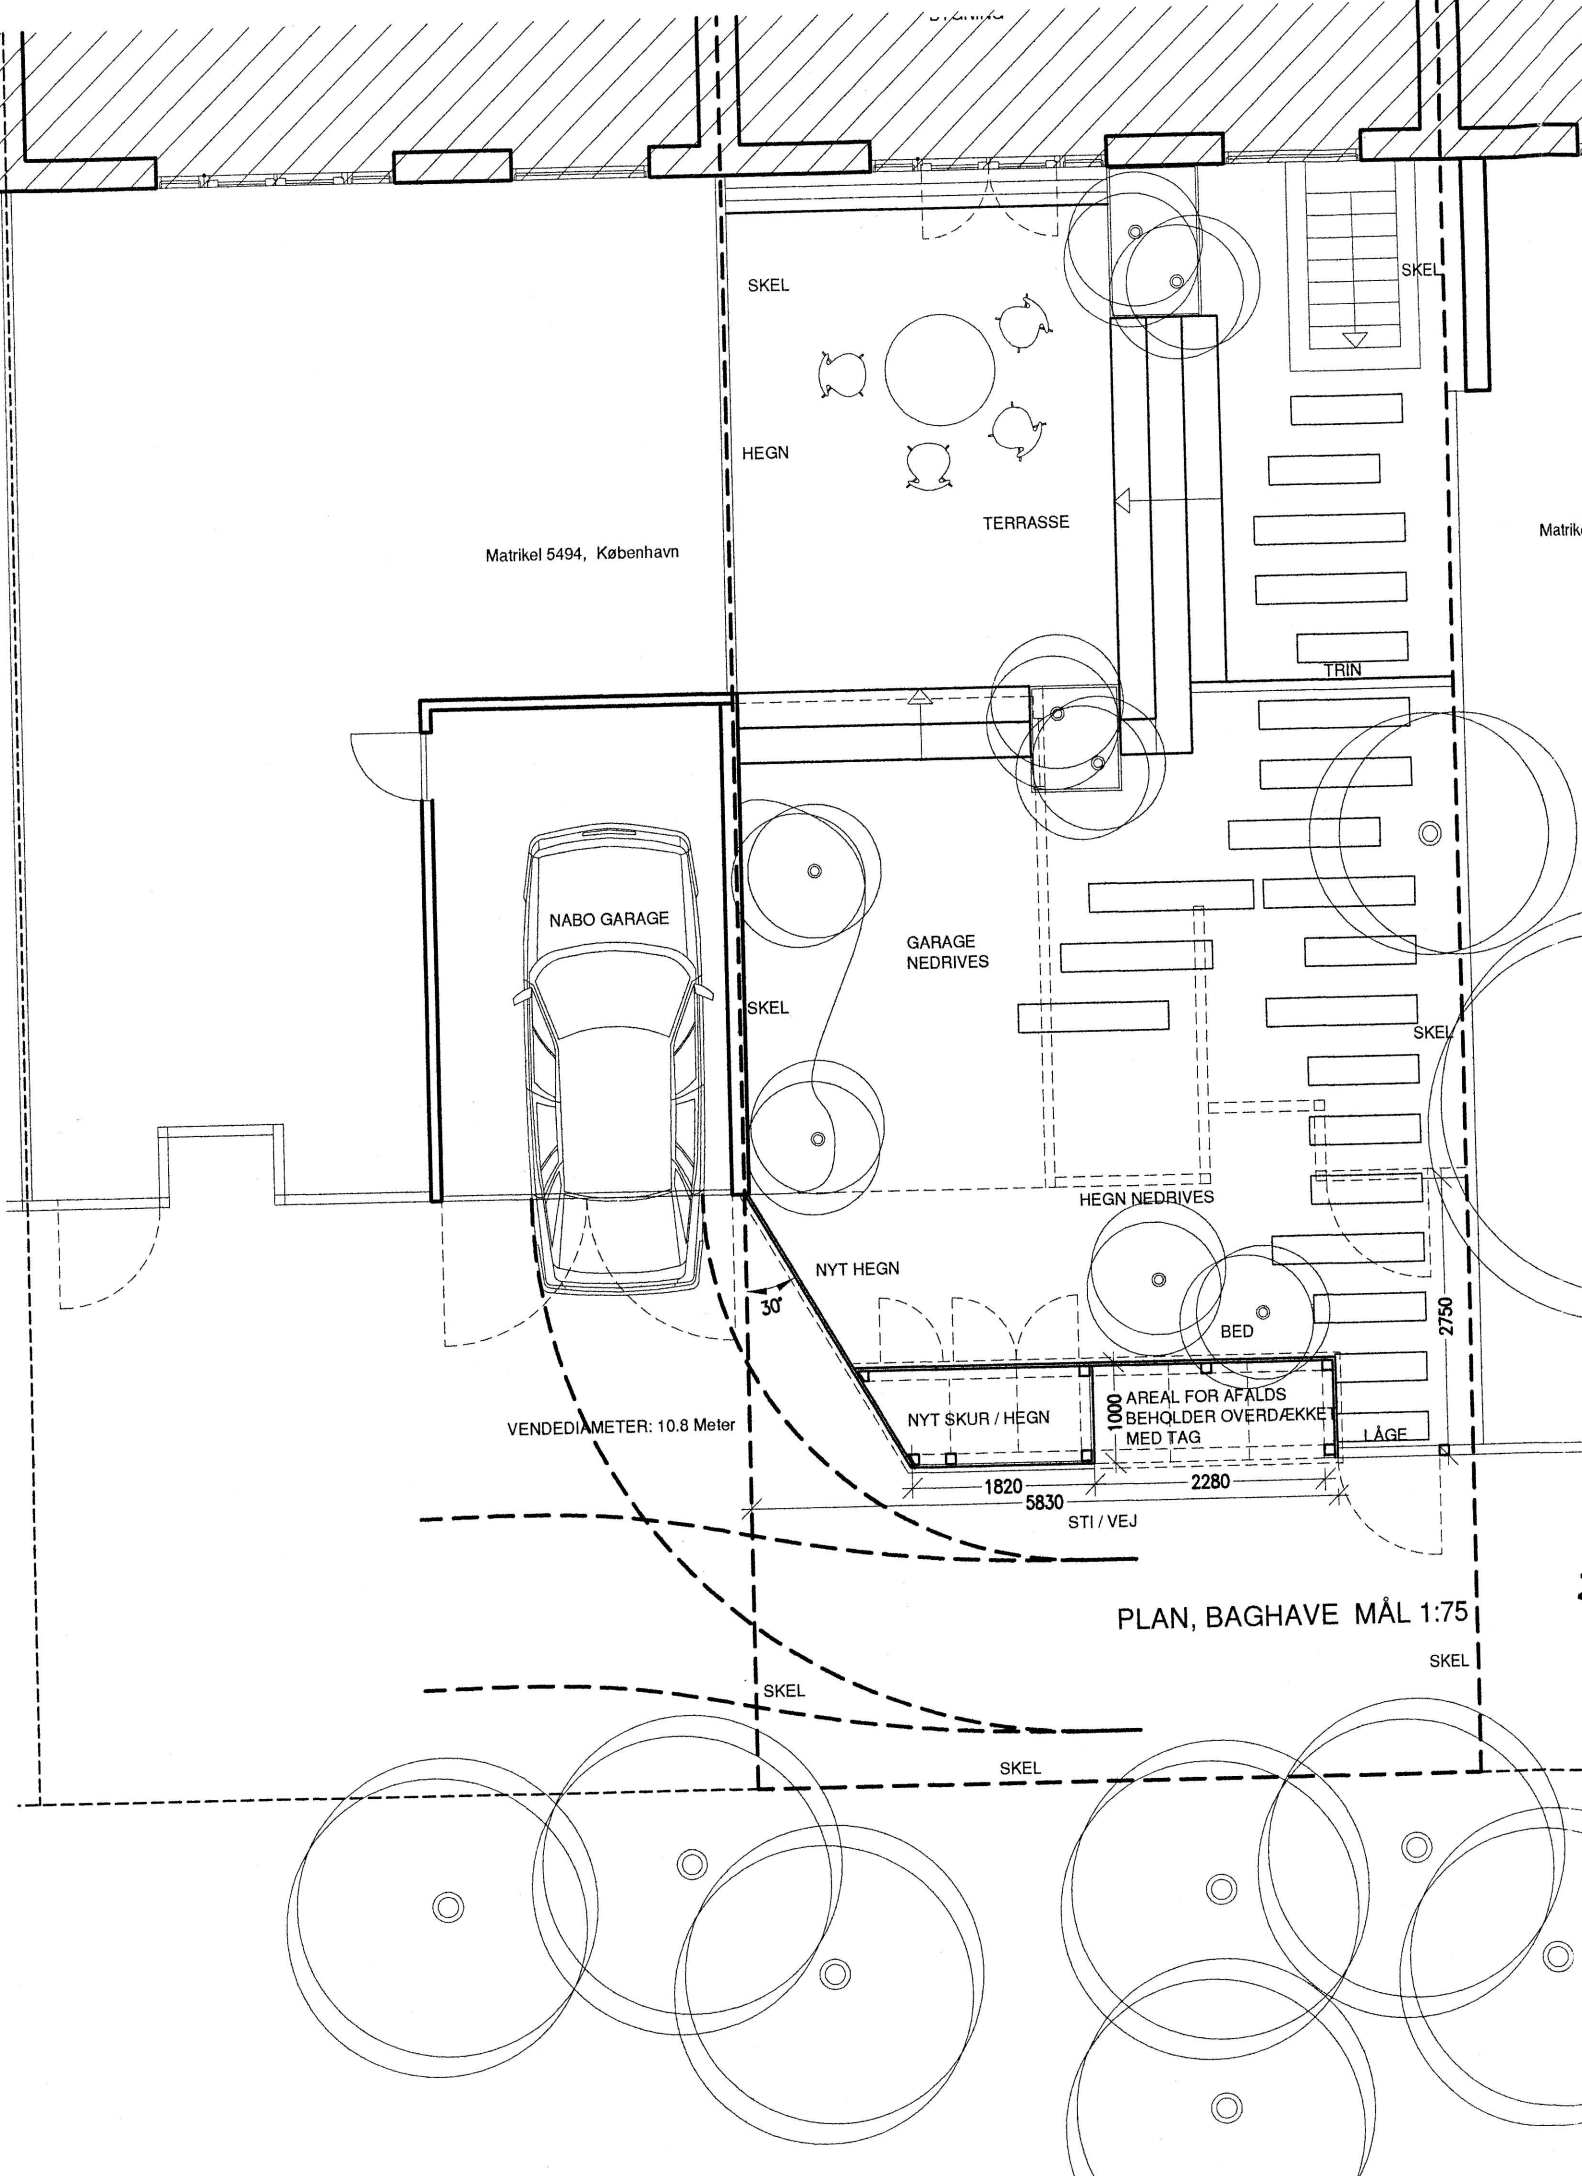 SKEL
SKEL
HEGN
TERRASSE
Matrikel 5494, København
TRIN
NABO GARAGE
GARAGE
NEDRIVES
SKEL
SKEL
HEGN NEDRIVES
NYT HEGN
30°
BED
2750
NYT SKUR / HEGN
1000
AREAL FOR AFALDS
BEHOLDER OVERDÆKKET
MED TAG
LÅGE
VENDEDIAMETER: 10.8 Meter
1820
2280
5830
STI / VEJ
PLAN, BAGHAVE MÅL 1:75
SKEL
SKEL
SKEL